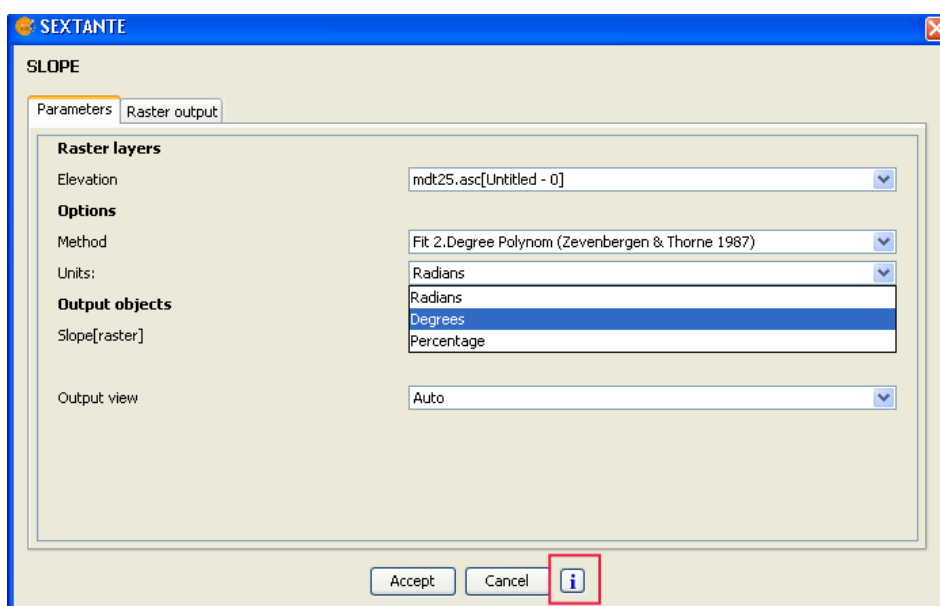 SEXTANTE
SLOPE
Parameters
Raster output
Raster layers
Elevation
mdt25.asc[Untitled - 0]
Options
Method
Fit 2.Degree Polynom (Zevenbergen & Thorne 1987)
Units:
Radians
Radians
Output objects
Degrees
Slope[raster]
Percentage
Output view
Auto
Accept
Cancel
i